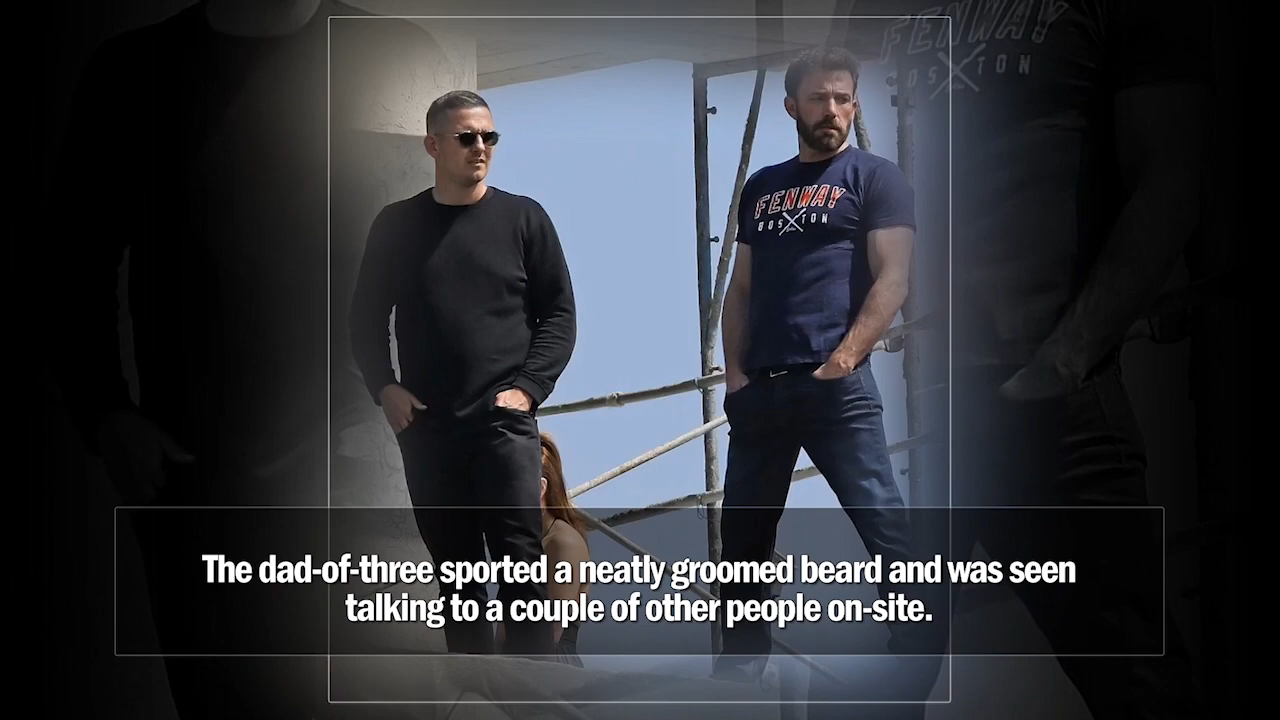 FENWAY
BOSTON
FENWAY
BOSTON
The dad-of-three sported a neatly groomed beard and was seen
talking to a couple of other people on-site.